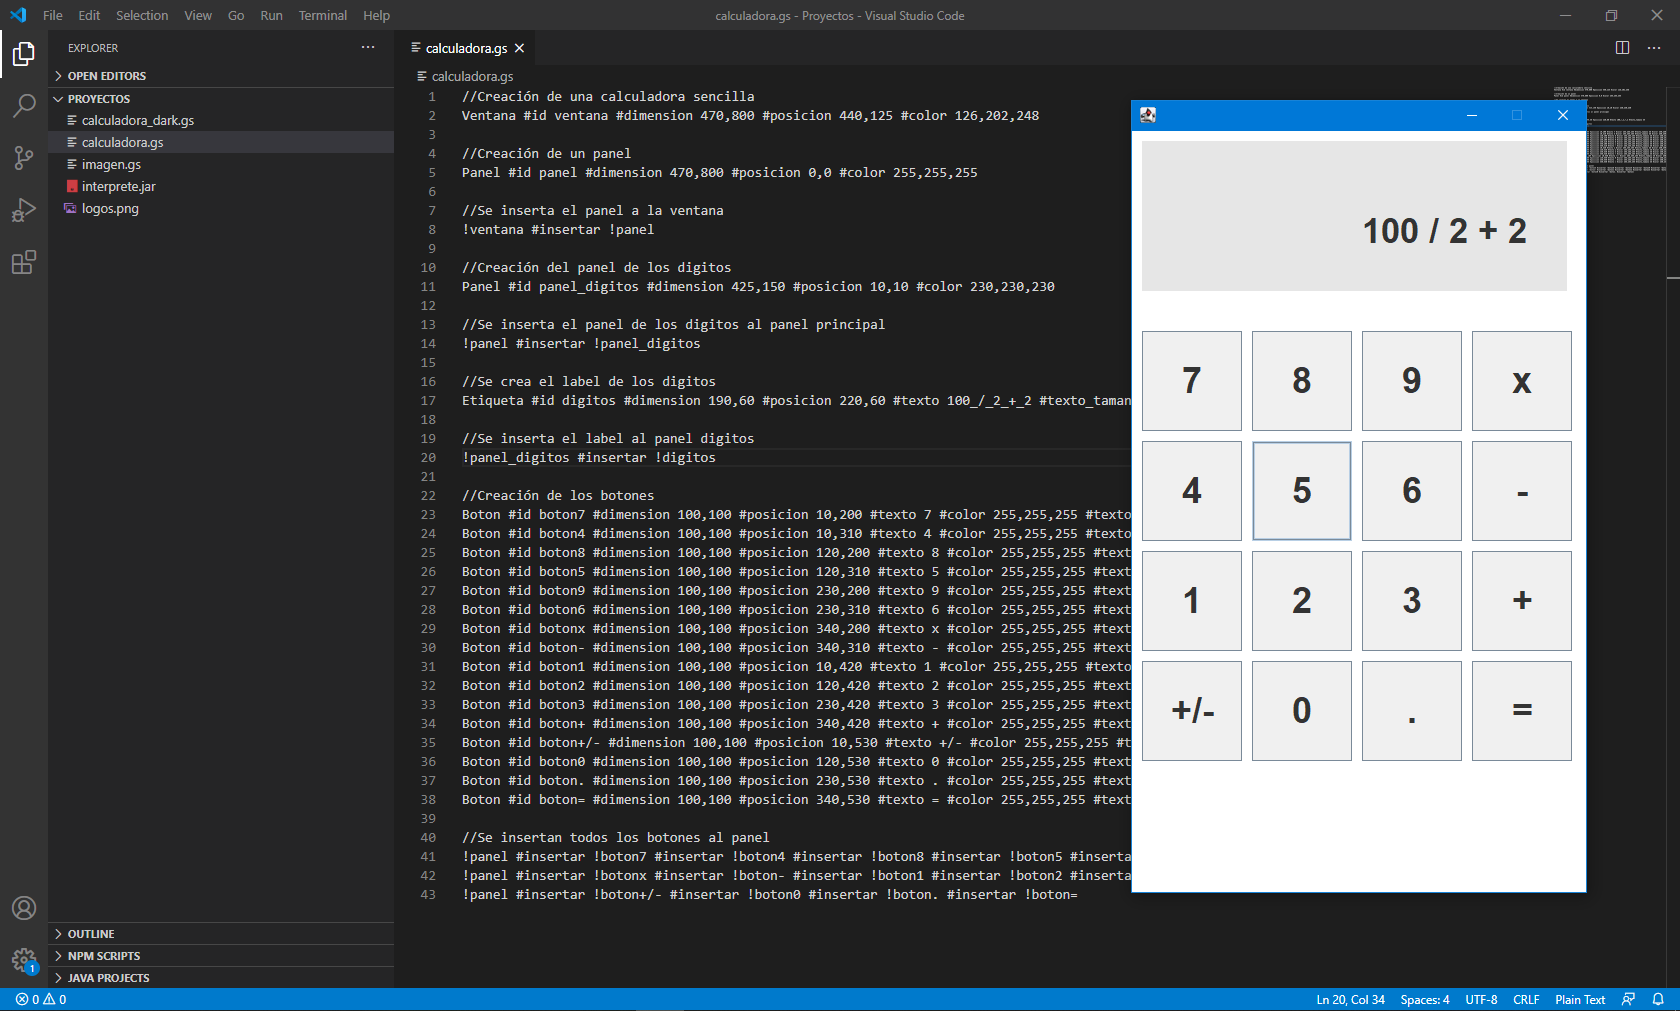 File Edit Selection View Go Run Terminal Help
calculadora.gs - Proyectos - Visual Studio Code
EXPLORER
OPEN EDITORS
PROYECTOS
calculadora_dark.gs
calculadora.gs
imagen.gs
interprete.jar
logos.png
OUTLINE
NPM SCRIPTS
JAVA PROJECTS
1
calculadora.gs
calculadora.gs
1 //Creación de una calculadora sencilla
2 Ventana #id ventana #dimension 470,800 #posicion 440,125 #color 126,202,248
3
4 //Creación de un panel
5 Panel #id panel #dimension 470,800 #posicion 0,0 #color 255,255,255
6
7 //Se inserta el panel a la ventana
8 !ventana #insertar !panel
9
10 //Creación del panel de los digitos
11 Panel #id panel_digitos #dimension 425,150 #posicion 10,10 #color 230,230,230
12
13 //Se inserta el panel de los digitos al panel principal
14 !panel #insertar !panel_digitos
15
16 //Se crea el label de los digitos
17 Etiqueta #id digitos #dimension 190,60 #posicion 220,60 #texto 100_/_2_+_2 #texto_taman
18
19 //Se inserta el label al panel digitos
20 !panel_digitos #insertar !digitos
21
22 //Creación de los botones
23 Boton #id boton7 #dimension 100,100 #posicion 10,200 #texto 7 #color 255,255,255 #texto
24 Boton #id boton4 #dimension 100,100 #posicion 10,310 #texto 4 #color 255,255,255 #texto
25 Boton #id boton8 #dimension 100,100 #posicion 120,200 #texto 8 #color 255,255,255 #text
26 Boton #id boton5 #dimension 100,100 #posicion 120,310 #texto 5 #color 255,255,255 #text
27 Boton #id boton9 #dimension 100,100 #posicion 230,200 #texto 9 #color 255,255,255 #text
28 Boton #id boton6 #dimension 100,100 #posicion 230,310 #texto 6 #color 255,255,255 #text
29 Boton #id botonx #dimension 100,100 #posicion 340,200 #texto x #color 255,255,255 #text
30 Boton #id boton- #dimension 100,100 #posicion 340,310 #texto - #color 255,255,255 #text
31 Boton #id boton1 #dimension 100,100 #posicion 10,420 #texto 1 #color 255,255,255 #texto
32 Boton #id boton2 #dimension 100,100 #posicion 120,420 #texto 2 #color 255,255,255 #text
33 Boton #id boton3 #dimension 100,100 #posicion 230,420 #texto 3 #color 255,255,255 #text
34 Boton #id boton+ #dimension 100,100 #posicion 340,420 #texto + #color 255,255,255 #text
35 Boton #id boton+/- #dimension 100,100 #posicion 10,530 #texto +/- #color 255,255,255 #t
36 Boton #id boton0 #dimension 100,100 #posicion 120,530 #texto 0 #color 255,255,255 #text
37 Boton #id boton. #dimension 100,100 #posicion 230,530 #texto . #color 255,255,255 #text
38 Boton #id boton= #dimension 100,100 #posicion 340,530 #texto = #color 255,255,255 #text
39
40 //Se insertan todos los botones al panel
41 !panel #insertar !boton7 #insertar !boton4 #insertar !boton8 #insertar !boton5 #inserta
42 !panel #insertar !botonx #insertar !boton- #insertar !boton1 #insertar !boton2 #inserta
43 !panel #insertar !boton+/- #insertar !boton0 #insertar !boton. #insertar !boton=
100 / 2 + 2
7 8 9 x
4 5 6 -
1 2 3 +
+/- 0 . =
0 0
Ln 20, Col 34 Spaces: 4 UTF-8 CRLF Plain Text